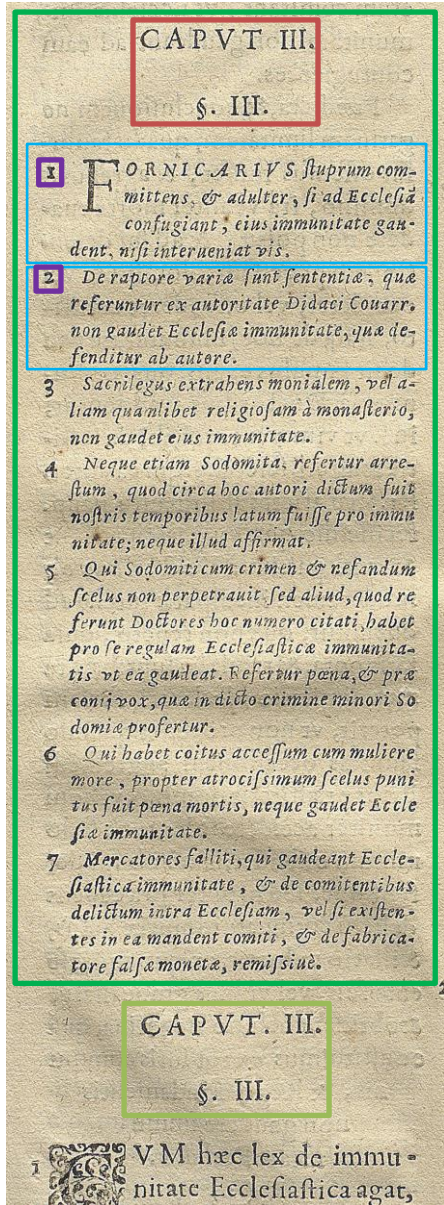 CAPVT III.
§. III.
1 FORNICARIVS ſtuprum com-
mittens, & adulter, ſi ad Eccleſiã
confugiant, eius immunitate gau-
dent, niſi interueniat vis.
2 De raptore variæ ſunt ſententiæ, quæ
referuntur ex autoritate Didaci Couarr.
non gaudet Eccleſiæ immunitate, quæ de-
fenditur ab autore.
3 Sacrilegus extrahens monialem, vel a-
liam quamlibet religioſam à monaſterio,
non gaudet eius immunitate.
4 Neque etiam Sodomita, refertur arre-
ſtum, quod circa hoc autori dictum fuit
noſtris temporibus latum fuiſſe pro immu
nitate; neque illud affirmat.
5 Qui Sodomiticum crimen & nefandum
ſcelus non perpetrauit ſed aliud, quod re
ferunt Doctores hoc numero citati, habet
pro ſe regulam Eccleſiaſticæ immunita-
tis vt ea gaudeat. Refertur pœna, & præ
conij vox, quæ in dicto crimine minori So
domiæ profertur.
6 Qui habet coitus acceſſum cum muliere
more, propter atrociſsimum ſcelus puni
tus fuit pœna mortis, neque gaudet Eccle
ſiæ immunitate.
7 Mercatores falliti, qui gaudeant Eccle-
ſiaſtica immunitate, & de comitentibus
delictum intra Eccleſiam, vel ſi exiſten-
tes in ea mandent comiti, & de fabrica-
tore falſæ monetæ, remiſsiuè.
CAPVT. III.
§. III.
1 VM hæc lex de immu-
nitate Eccleſiaſtica agat,